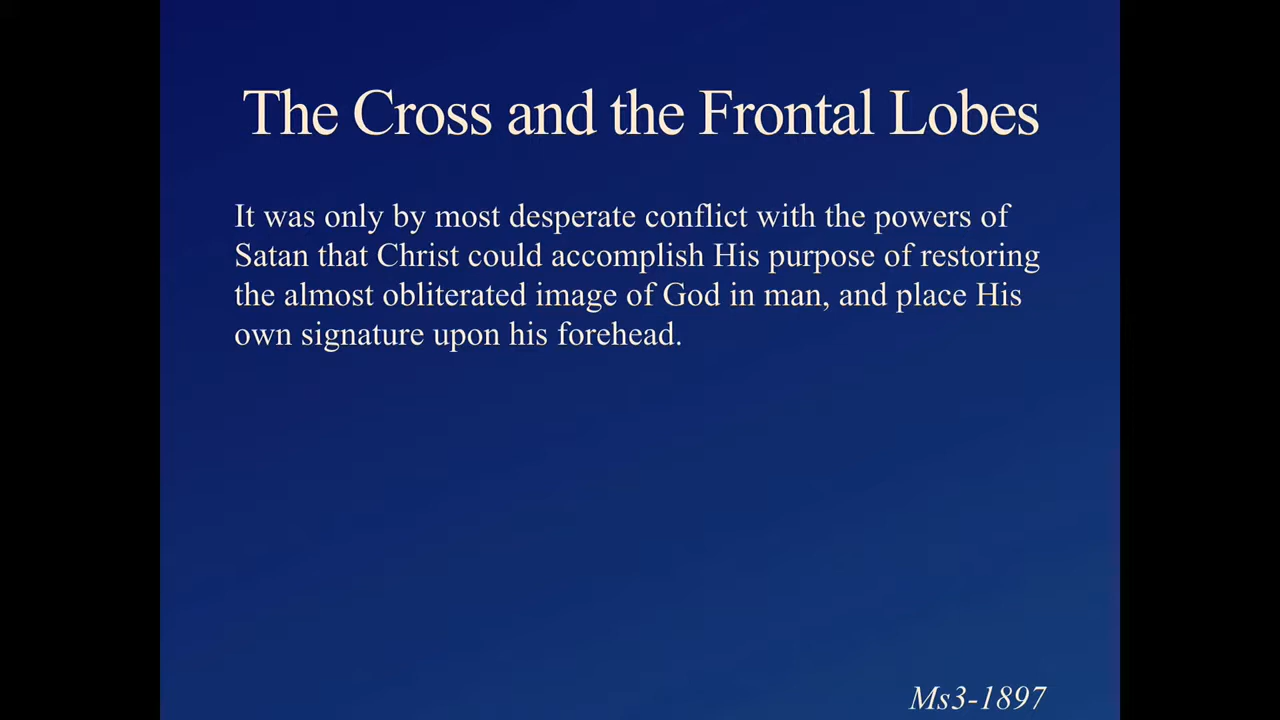 The Cross and the Frontal Lobes
It was only by most desperate conflict with the powers of
Satan that Christ could accomplish His purpose of restoring
the almost obliterated image of God in man, and place His
own signature upon his forehead.
Ms3-1897